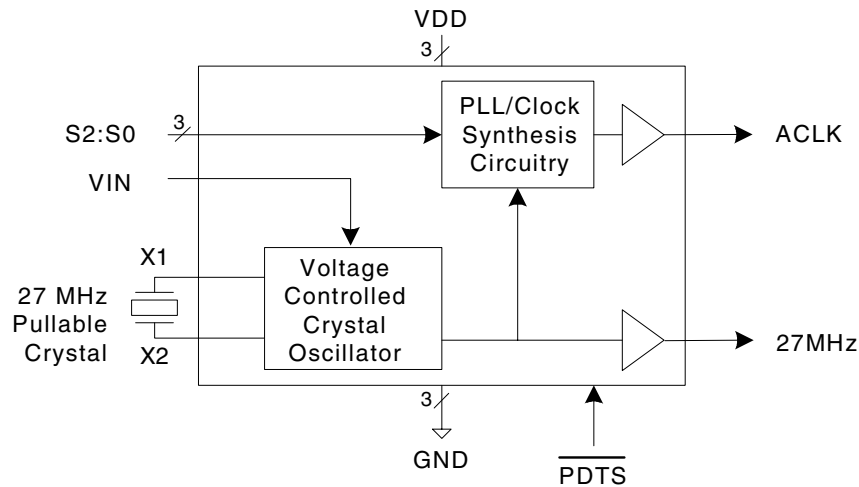 VDD
3
S2:S0
3
PLL/Clock
Synthesis
Circuitry
ACLK
VIN
X1
27 MHz
Pullable
Crystal
X2
Voltage
Controlled
Crystal
Oscillator
27MHz
3
GND
PDTS